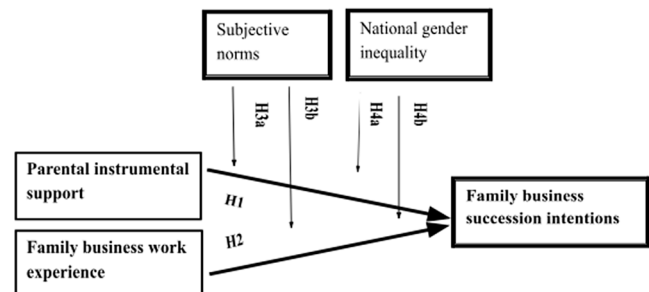 Subjective
norms
National gender
inequality
H3a
H3b
H4a
H4b
Parental instrumental
support
H1
Family business
succession intentions
H2
Family business work
experience